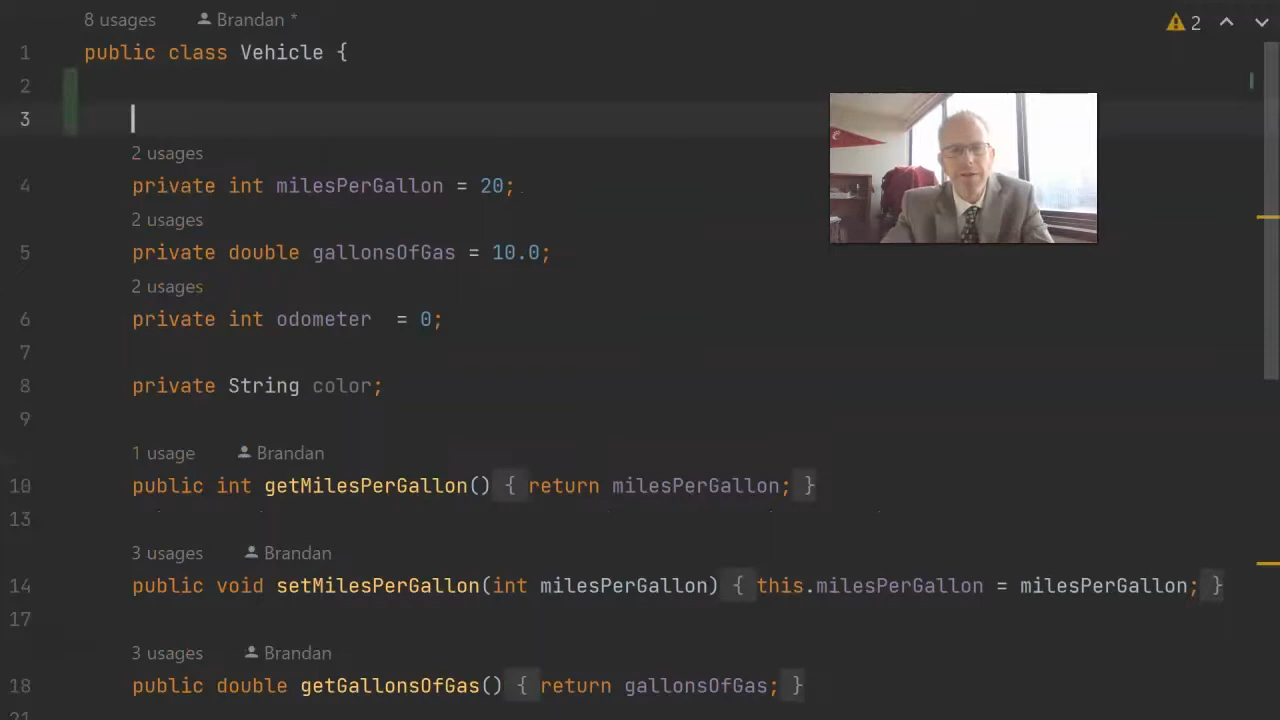 8 usages Brandan *
2
1 public class Vehicle {
2
3
2 usages
4 private int milesPerGallon = 20;
2 usages
5 private double gallonsOfGas = 10.0;
2 usages
6 private int odometer  = 0;
7
8 private String color;
9
1 usage Brandan
10 public int getMilesPerGallon() { return milesPerGallon; }
13
3 usages Brandan
14 public void setMilesPerGallon(int milesPerGallon) { this.milesPerGallon = milesPerGallon; }
17
3 usages Brandan
18 public double getGallonsOfGas() { return gallonsOfGas; }
21